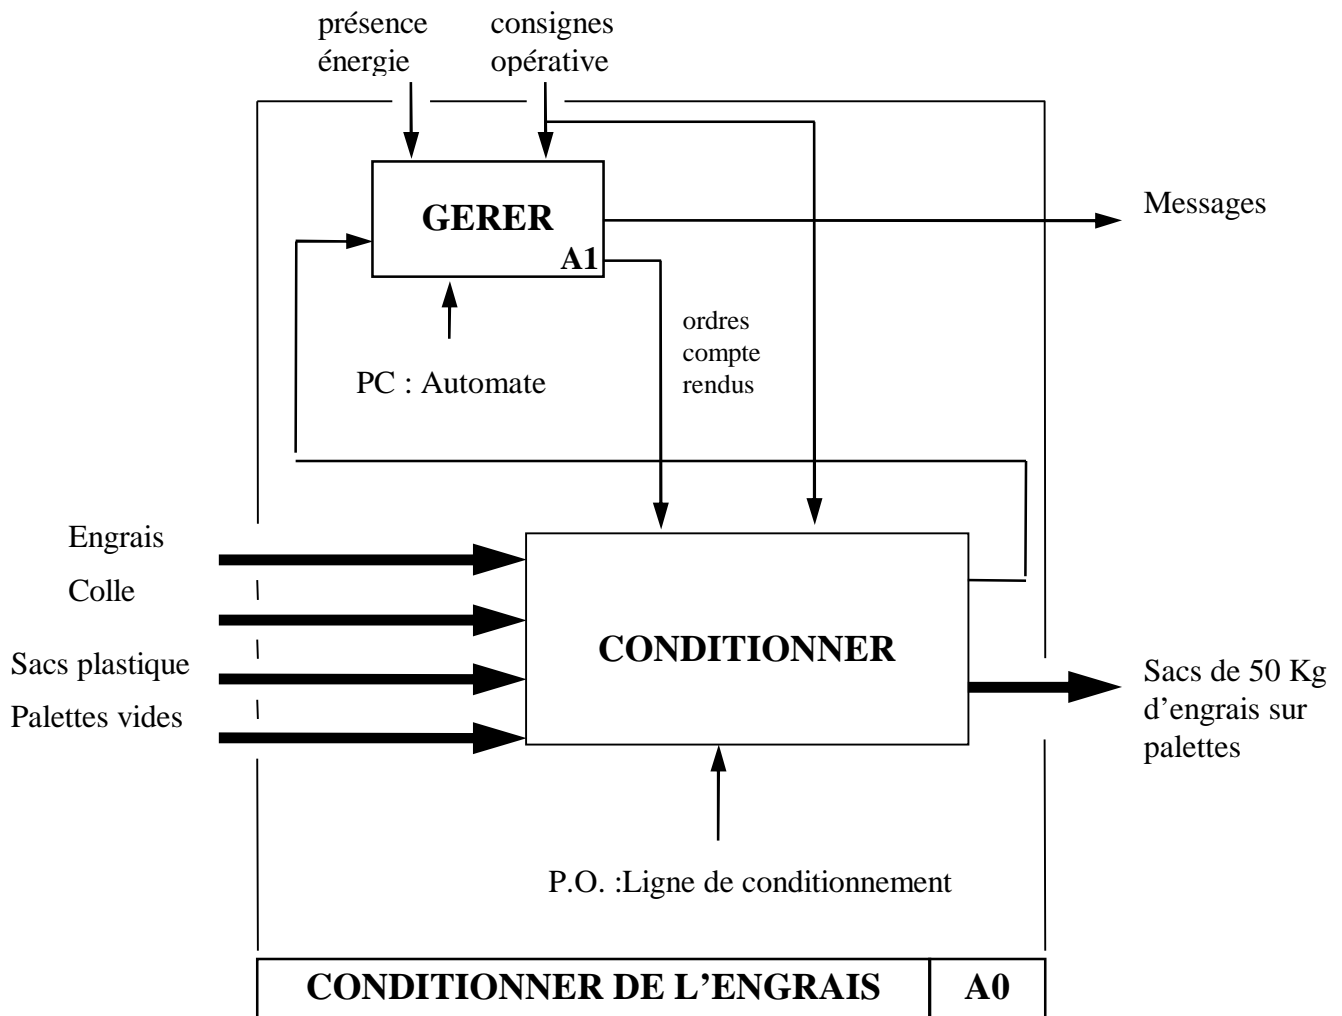 présence
énergie
consignes
opérative
GERER
A1
Messages
PC : Automate
ordres
compte
rendus
Engrais
Colle
Sacs plastique
Palettes vides
CONDITIONNER
Sacs de 50 Kg
d’engrais sur
palettes
P.O. :Ligne de conditionnement
CONDITIONNER DE L’ENGRAIS
A0